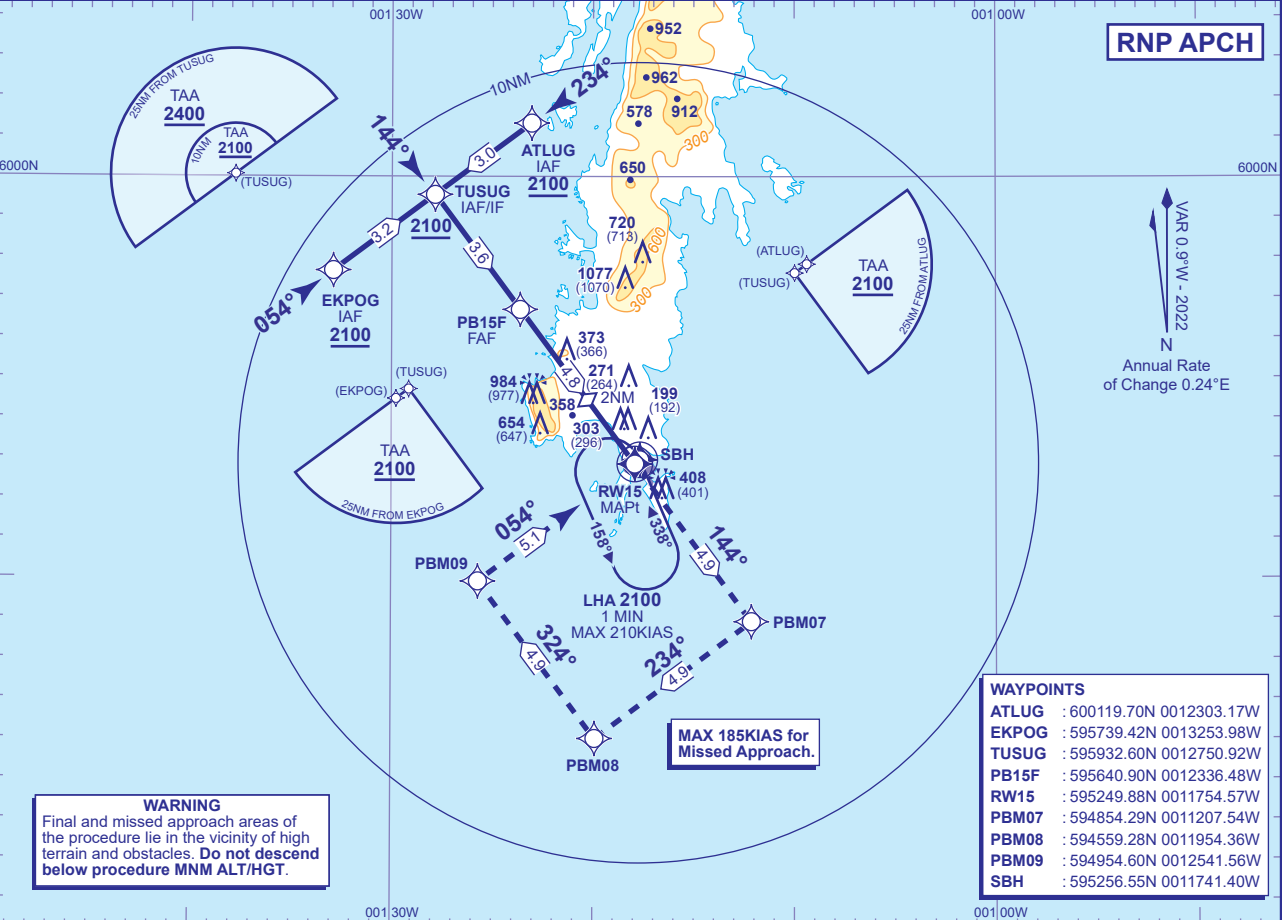 001:30W
001:00W
RNP APCH
952
10NM
234°
962
25NM FROM TUSUG
TAA
2400
578
912
TAA
2100
10NM
(TUSUG)
144°
ATLUG
IAF
2100
3.0
300
6000N
6000N
650
TUSUG
IAF/IF
2100
3.2
3.6
720
(713)
600
1077
(1070)
300
(ATLUG)
(TUSUG)
TAA
2100
25NM FROM ATLUG
VAR 0.9°W - 2022
N
Annual Rate
of Change 0.24°E
054°
EKPOG
IAF
2100
PB15F
FAF
373
(366)
4.8
271
(264)
2NM
199
(192)
984
(977)
358
654
(647)
303
(296)
(TUSUG)
(EKPOG)
TAA
2100
25NM FROM EKPOG
SBH
RW15
MAPt
408
(401)
054°
5.1
158°
338°
144°
4.9
PBM09
LHA 2100
1 MIN
MAX 210KIAS
PBM07
324°
4.9
234°
4.9
PBM08
MAX 185KIAS for
Missed Approach.
WARNING
Final and missed approach areas of
the procedure lie in the vicinity of high
terrain and obstacles. Do not descend
below procedure MNM ALT/HGT.
WAYPOINTS
ATLUG : 600119.70N 0012303.17W
EKPOG : 595739.42N 0013253.98W
TUSUG : 595932.60N 0012750.92W
PB15F : 595640.90N 0012336.48W
RW15 : 595249.88N 0011754.57W
PBM07 : 594854.29N 0011207.54W
PBM08 : 594559.28N 0011954.36W
PBM09 : 594954.60N 0012541.56W
SBH : 595256.55N 0011741.40W
001:30W
001:00W